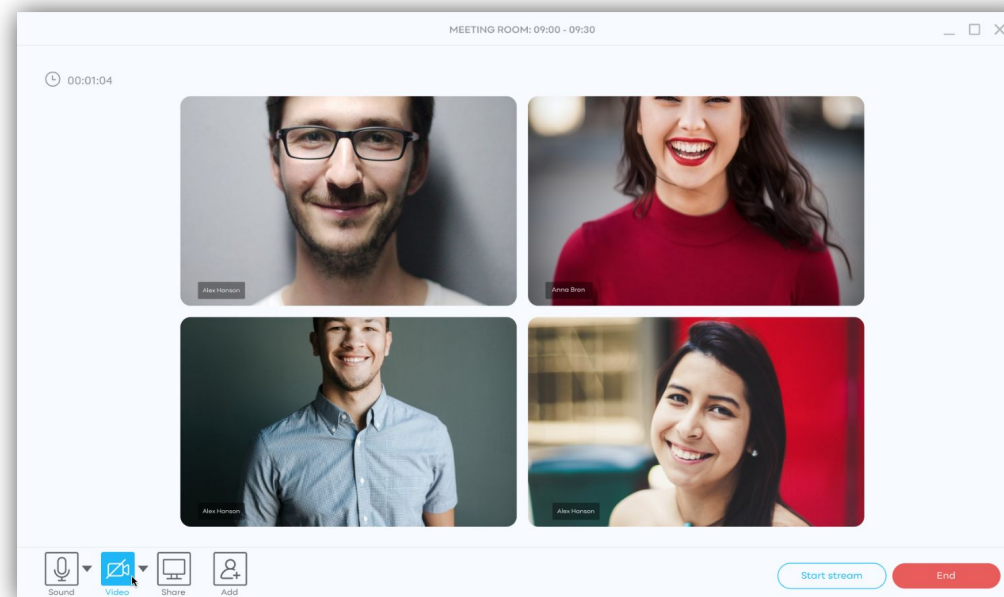 MEETING ROOM: 09:00 - 09:30
00:01:04
Alex Hanson
Anna Bron
Alex Hanson
Alex Hanson
Sound
Video
Share
Add
Start stream
End